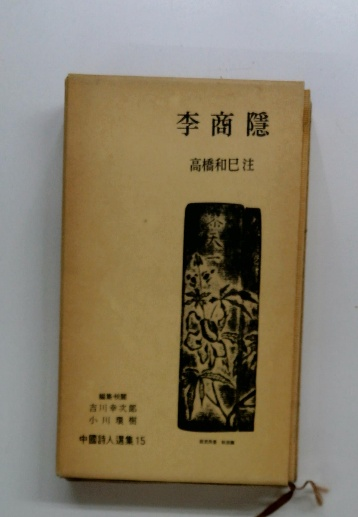 李商隱
高橋和巳注
編集·校閲
吉川幸次郎
小川環樹
中國詩人選集15